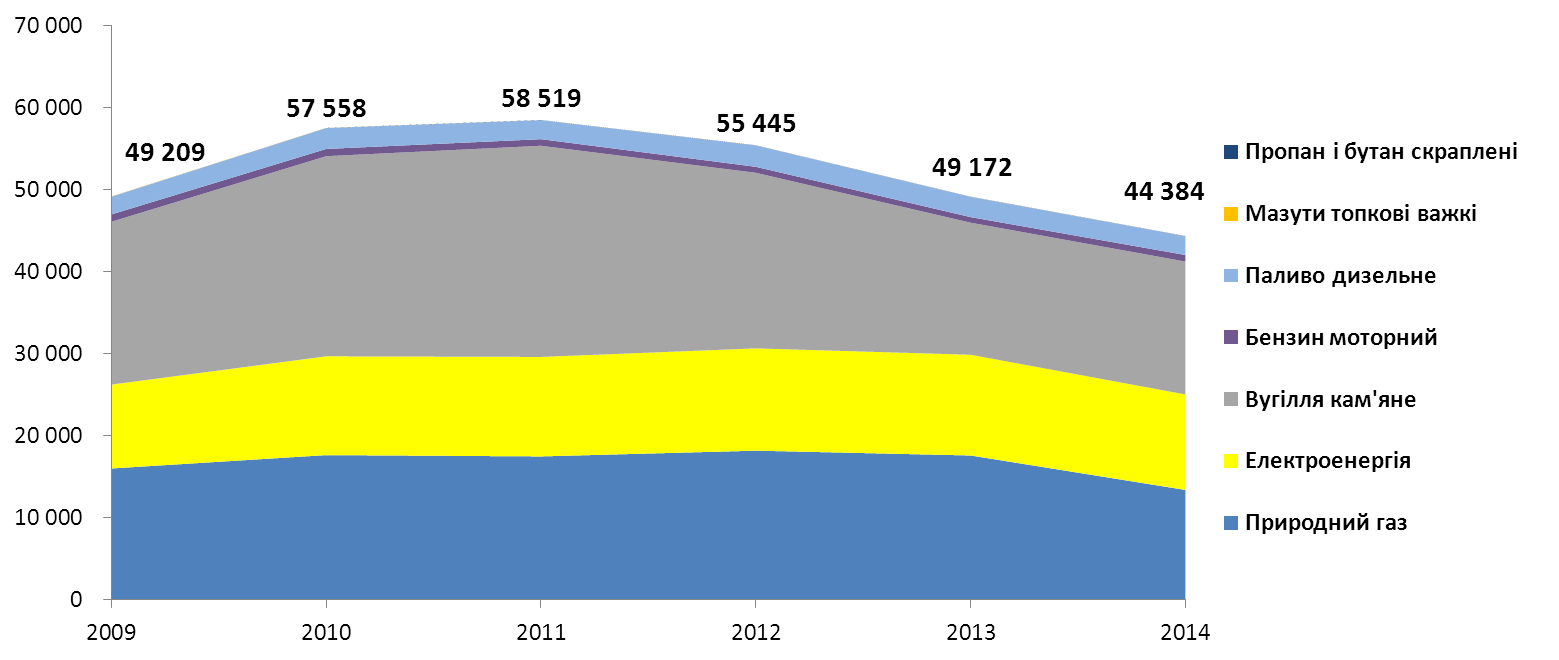 70 000
60 000
50 000
40 000
30 000
20 000
10 000
0
49 209
57 558
58 519
55 445
49 172
44 384
2009
2010
2011
2012
2013
2014
Пропан і бутан скраплені
Мазути топкові важкі
Паливо дизельне
Бензин моторний
Вугілля кам'яне
Електроенергія
Природний газ